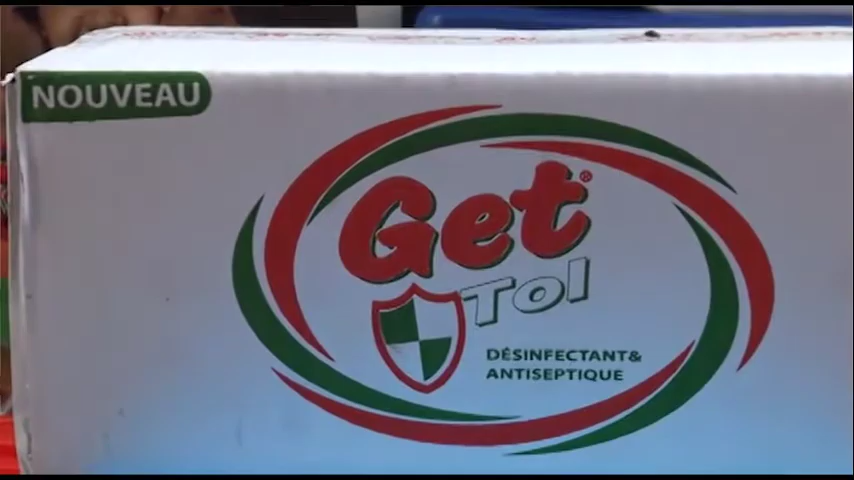 NOUVEAU
Get®
Tol
DÉSINFECTANT&
ANTISEPTIQUE